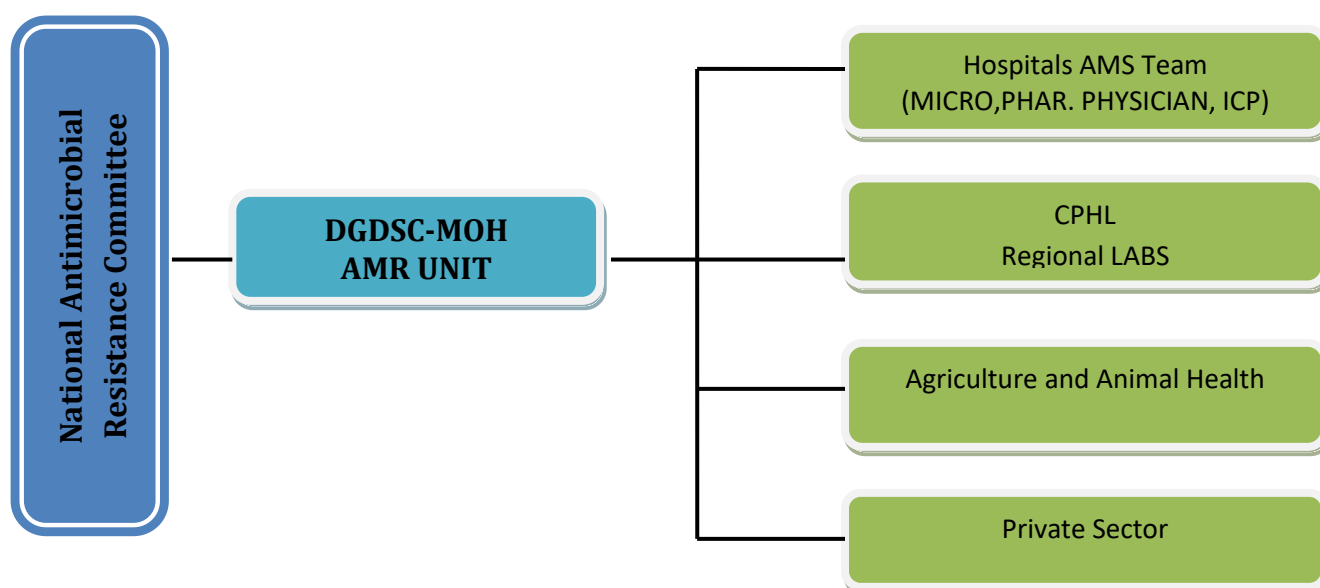 National Antimicrobial
Resistance Committee
DGDSC-MOH
AMR UNIT
Hospitals AMS Team
(MICRO,PHAR. PHYSICIAN, ICP)
CPHL
Regional LABS
Agriculture and Animal Health
Private Sector